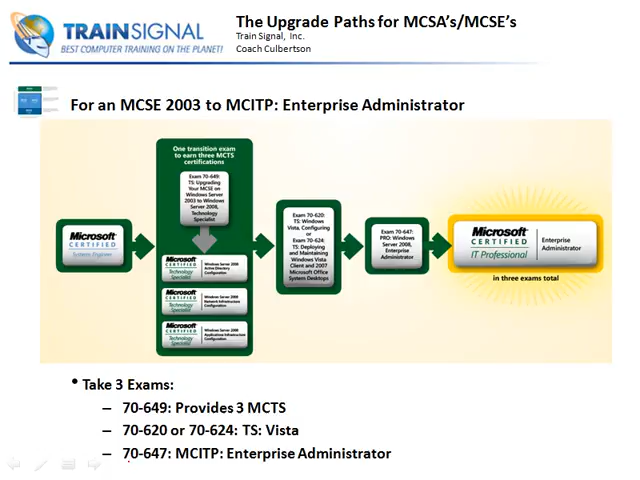 TRAINSIGNAL
BEST COMPUTER TRAINING ON THE PLANET!
The Upgrade Paths for MCSA's/MCSE's
Train Signal, Inc.
Coach Culbertson
For an MCSE 2003 to MCITP: Enterprise Administrator
One transition exam
to earn three MCTS
certifications
Exam 70-649:
TS: Upgrading
Your MCSE on
Windows Server
2003 to Windows
Server 2008,
Technology
Specialist
Microsoft
CERTIFIED
Systems Engineer
Microsoft
CERTIFIED
Technology
Specialist
Windows Server 2008
Active Directory
Configuration
Microsoft
CERTIFIED
Technology
Specialist
Windows Server 2008
Network Infrastructure
Configuration
Microsoft
CERTIFIED
Technology
Specialist
Windows Server 2008
Applications Infrastructure
Configuration
Exam 70-620:
TS: Windows
Vista, Configuring or
Exam 70-624:
TS: Deploying and
Maintaining
Windows Vista
Client and 2007
Microsoft Office
System Desktops
Exam 70-647:
PRO: Windows
Server 2008,
Enterprise
Administrator
Microsoft
CERTIFIED
IT Professional
Enterprise
Administrator
in three exams total
• Take 3 Exams:
– 70-649: Provides 3 MCTS
– 70-620 or 70-624: TS: Vista
– 70-647: MCITP: Enterprise Administrator